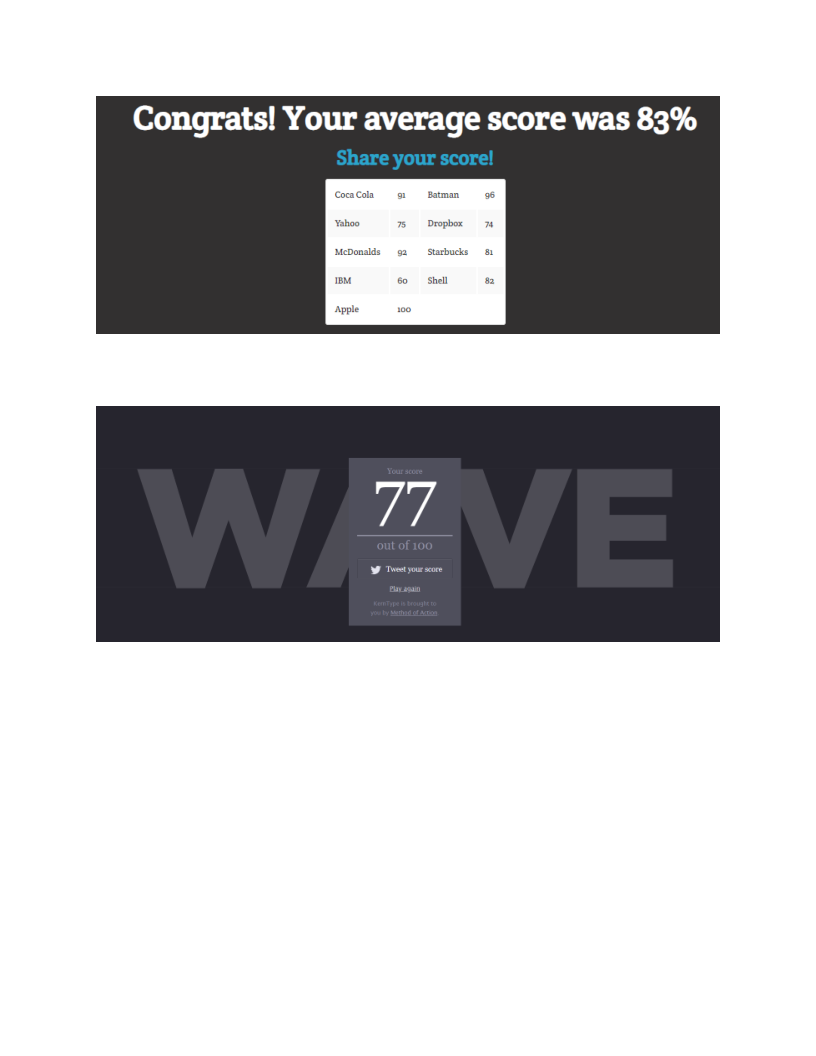 Congrats! Your average score was 83%
Share your score!
Coca Cola 91 Batman 96
Yahoo 75 Dropbox 74
McDonalds 92 Starbucks 81
IBM 60 Shell 82
Apple 100
WAVE
Your score
77
out of 100
Tweet your score
Play again
KernType is brought to
you by Method of Action